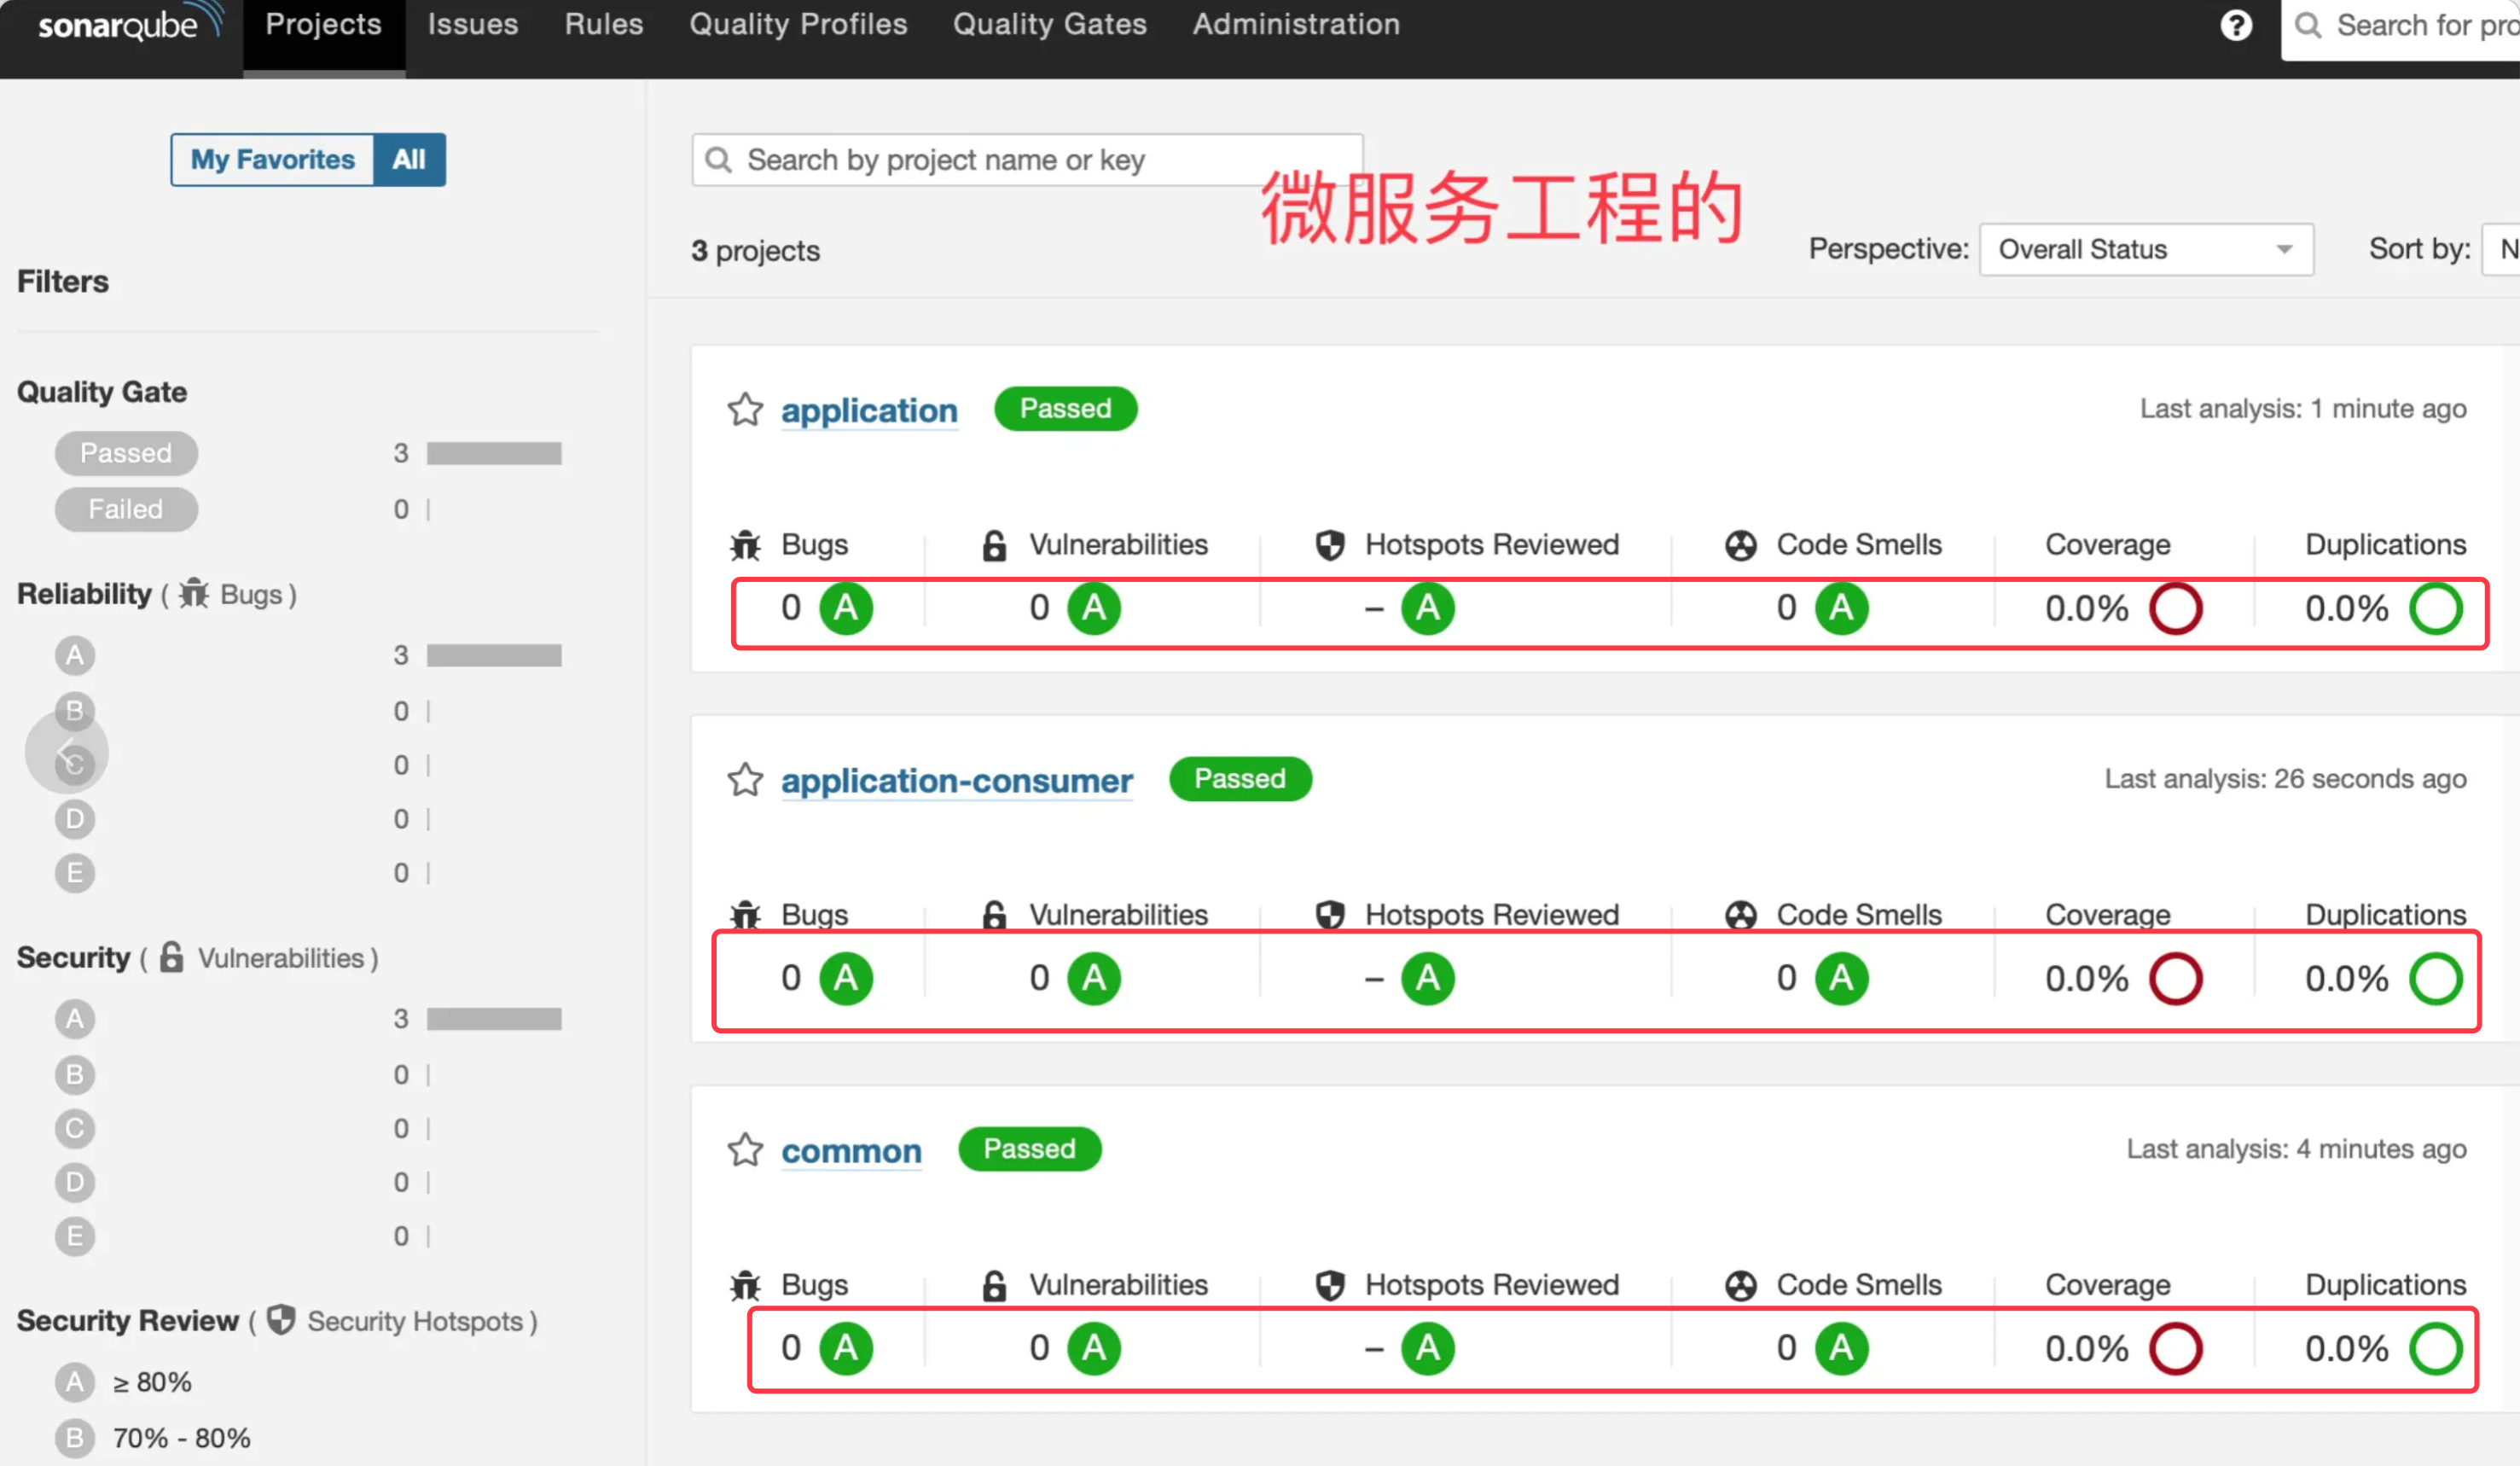 sonarqube Projects Issues Rules Quality Profiles Quality Gates Administration ? Search for pro
My Favorites All
Filters
Quality Gate
Passed 3
Failed 0
Reliability ( Bugs )
A 3
B 0
C 0
D 0
E 0
Security ( Vulnerabilities )
A 3
B 0
C 0
D 0
E 0
Security Review ( Security Hotspots )
A ≥ 80%
B 70% - 80%
Search by project name or key
微服务工程的
3 projects Perspective: Overall Status Sort by: N
application Passed Last analysis: 1 minute ago
Bugs Vulnerabilities Hotspots Reviewed Code Smells Coverage Duplications
0 A 0 A – A 0 A 0.0% 0.0%
application-consumer Passed Last analysis: 26 seconds ago
Bugs Vulnerabilities Hotspots Reviewed Code Smells Coverage Duplications
0 A 0 A – A 0 A 0.0% 0.0%
common Passed Last analysis: 4 minutes ago
Bugs Vulnerabilities Hotspots Reviewed Code Smells Coverage Duplications
0 A 0 A – A 0 A 0.0% 0.0%